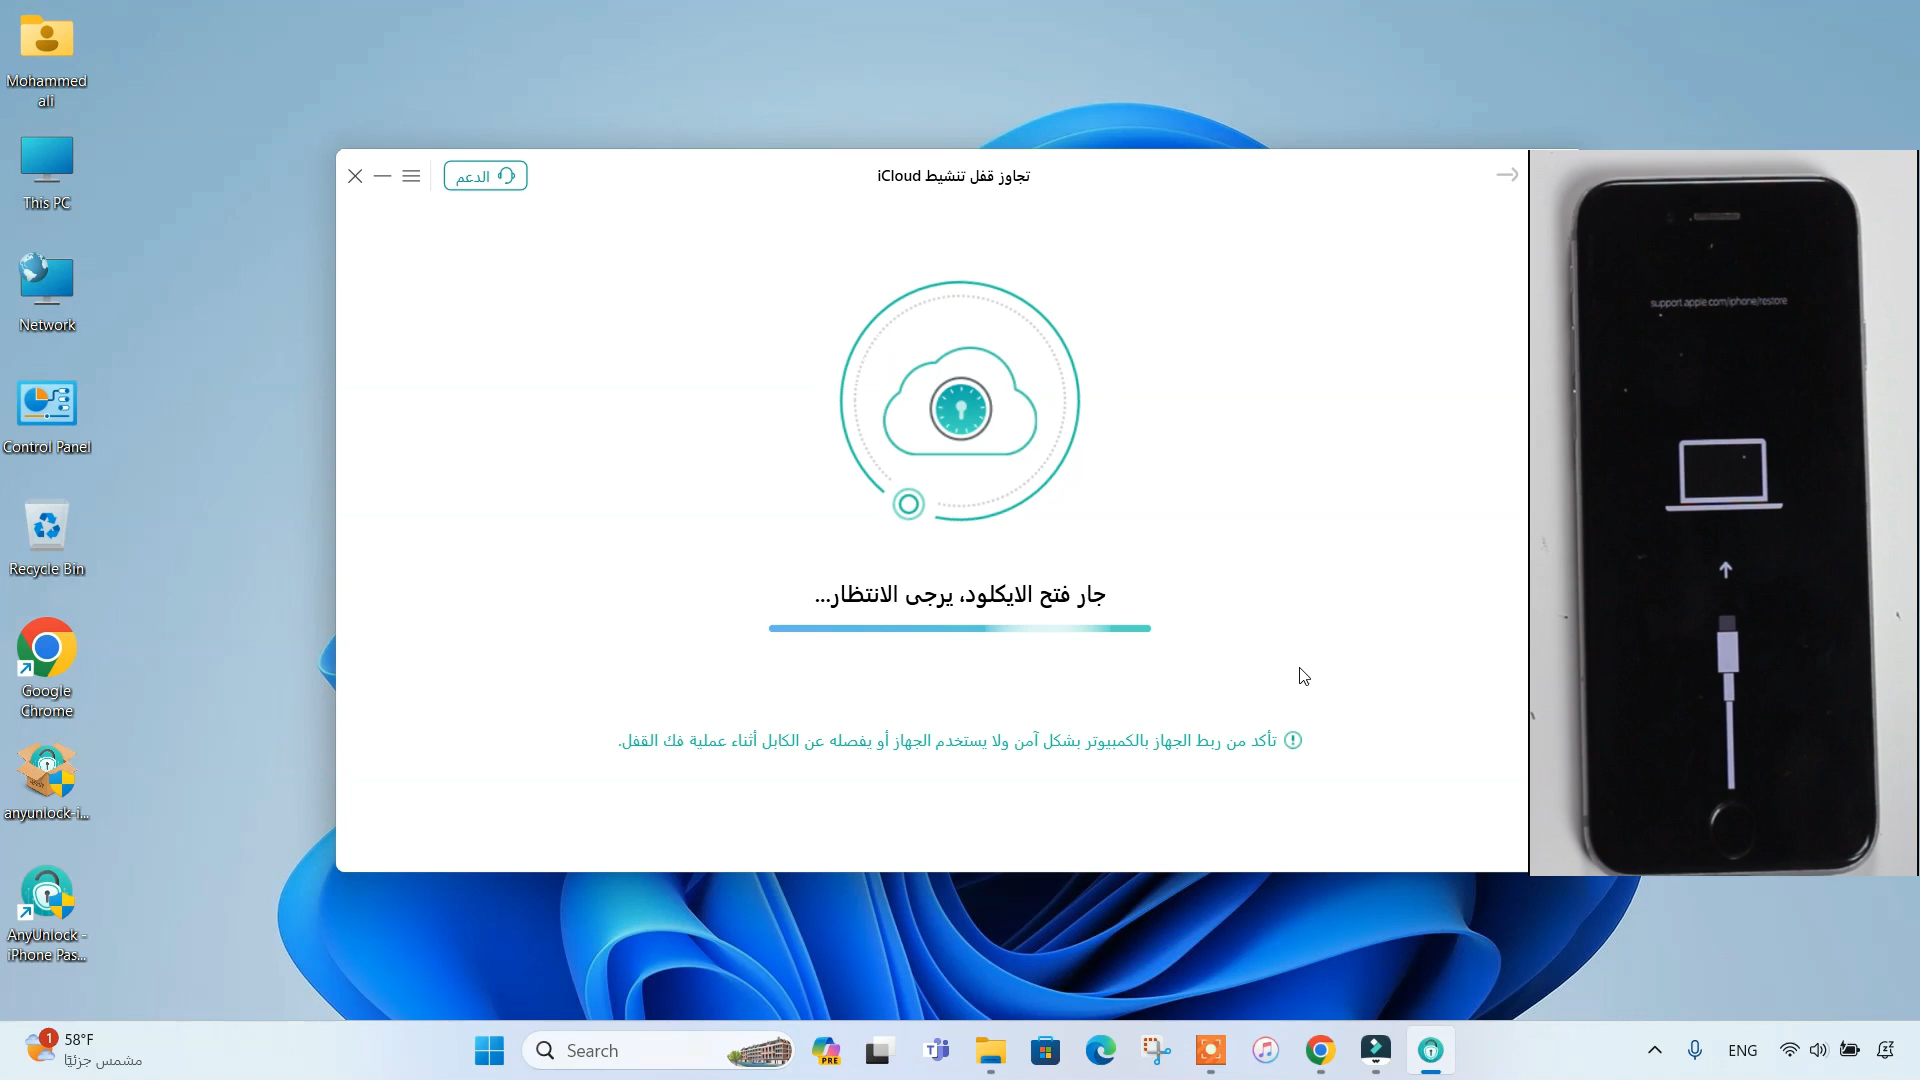 Mohammed
ali
This PC
Network
Control Panel
Recycle Bin
Google
Chrome
anyunlock-i...
AnyUnlock -
iPhone Pas...
الدعم
تجاوز قفل تنشيط iCloud
جار فتح الايكلود، يرجى الانتظار...
تأكد من ربط الجهاز بالكمبيوتر بشكل آمن ولا يستخدم الجهاز أو يفصله عن الكابل أثناء عملية فك القفل.
support.apple.com/iphone/restore
1
58°F
مشمس جزئيًا
Search
PRE
ENG